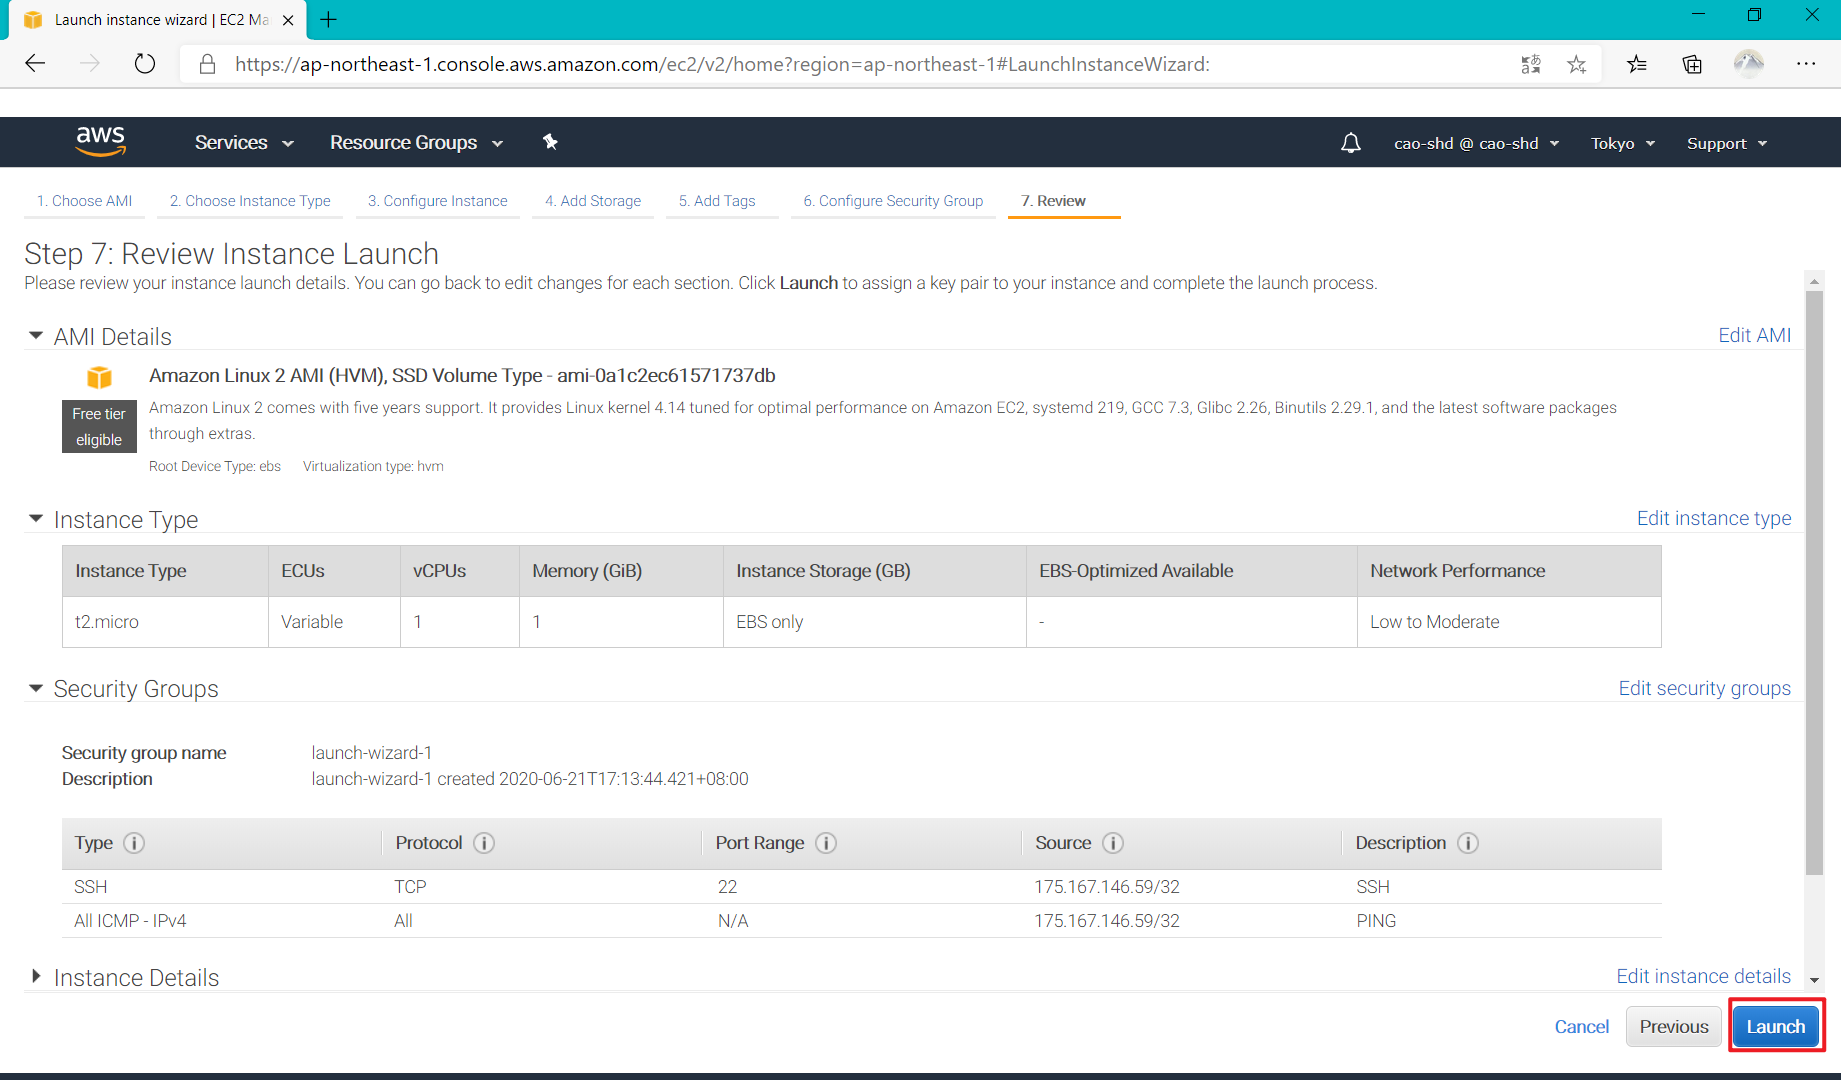 Launch instance wizard | EC2 Ma
https://ap-northeast-1.console.aws.amazon.com/ec2/v2/home?region=ap-northeast-1#LaunchInstanceWizard:
aws Services Resource Groups cao-shd @ cao-shd Tokyo Support
1. Choose AMI 2. Choose Instance Type 3. Configure Instance 4. Add Storage 5. Add Tags 6. Configure Security Group 7. Review
Step 7: Review Instance Launch
Please review your instance launch details. You can go back to edit changes for each section. Click Launch to assign a key pair to your instance and complete the launch process.
AMI Details Edit AMI
Amazon Linux 2 AMI (HVM), SSD Volume Type - ami-0a1c2ec61571737db
Free tier eligible
Amazon Linux 2 comes with five years support. It provides Linux kernel 4.14 tuned for optimal performance on Amazon EC2, systemd 219, GCC 7.3, Glibc 2.26, Binutils 2.29.1, and the latest software packages
through extras.
Root Device Type: ebs Virtualization type: hvm
Instance Type Edit instance type
Instance Type ECUs vCPUs Memory (GiB) Instance Storage (GB) EBS-Optimized Available Network Performance
t2.micro Variable 1 1 EBS only - Low to Moderate
Security Groups Edit security groups
Security group name launch-wizard-1
Description launch-wizard-1 created 2020-06-21T17:13:44.421+08:00
Type Protocol Port Range Source Description
SSH TCP 22 175.167.146.59/32 SSH
All ICMP - IPv4 All N/A 175.167.146.59/32 PING
Instance Details Edit instance details
Cancel Previous Launch